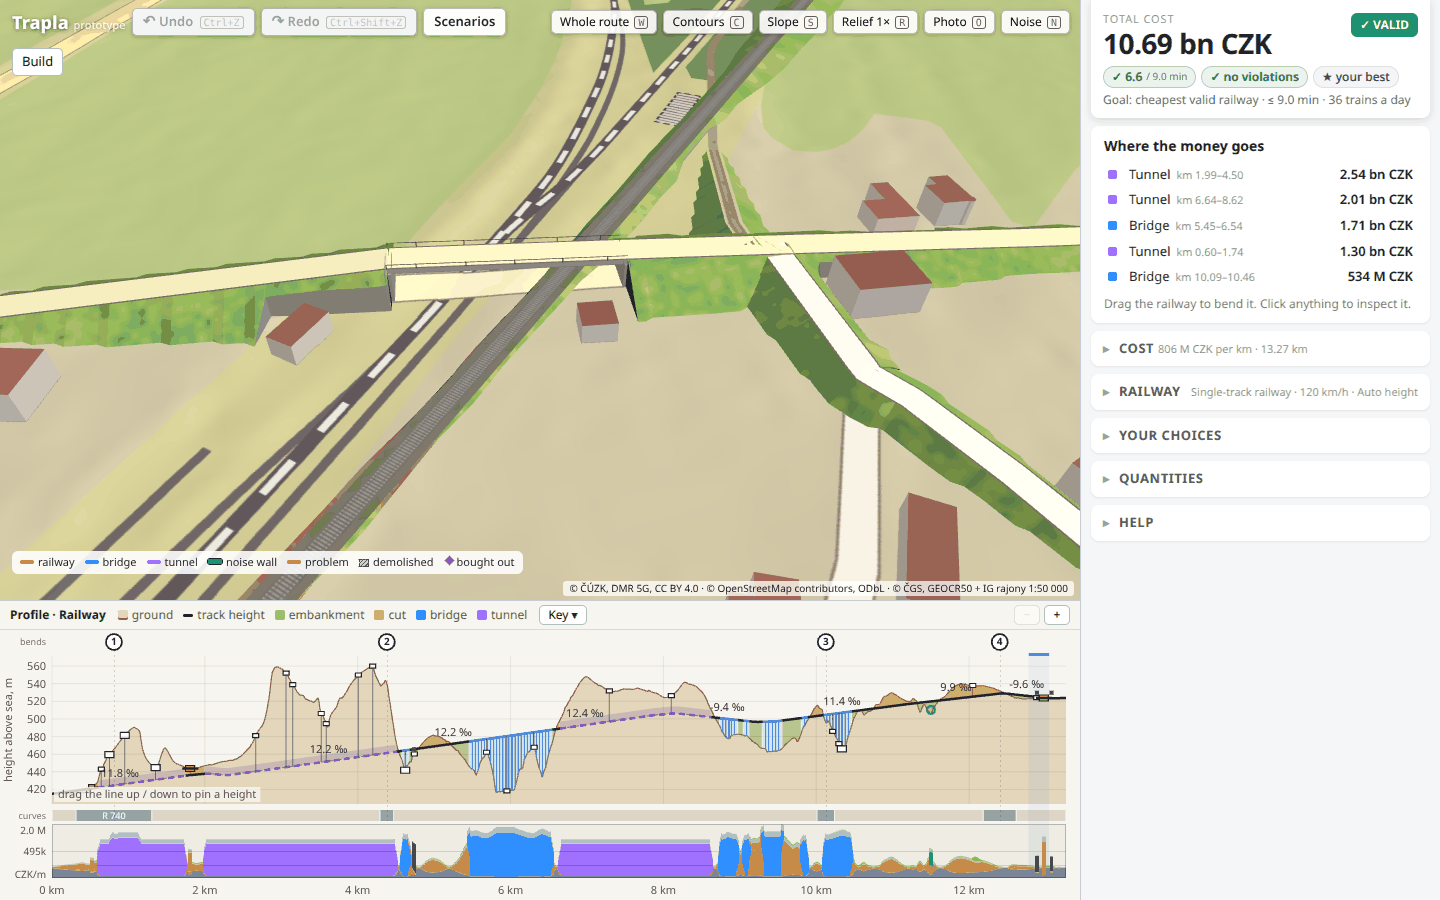 Trapla prototype
↶ Undo Ctrl+Z
↷ Redo Ctrl+Shift+Z
Scenarios
Whole route W
Contours C
Slope S
Relief 1× R
Photo O
Noise N
Build
railway
bridge
tunnel
noise wall
problem
demolished
bought out
© ČÚZK, DMR 5G, CC BY 4.0 · © OpenStreetMap contributors, ODbL · © ČGS, GEOCR50 + IG rajony 1:50 000
TOTAL COST
10.69 bn CZK
✓ VALID
✓ 6.6 / 9.0 min
✓ no violations
★ your best
Goal: cheapest valid railway · ≤ 9.0 min · 36 trains a day
Where the money goes
Tunnel km 1.99–4.50 2.54 bn CZK
Tunnel km 6.64–8.62 2.01 bn CZK
Bridge km 5.45–6.54 1.71 bn CZK
Tunnel km 0.60–1.74 1.30 bn CZK
Bridge km 10.09–10.46 534 M CZK
Drag the railway to bend it. Click anything to inspect it.
▸ COST 806 M CZK per km · 13.27 km
▸ RAILWAY Single-track railway · 120 km/h · Auto height
▸ YOUR CHOICES
▸ QUANTITIES
▸ HELP
Profile · Railway ground track height embankment cut bridge tunnel Key ▾ − +
bends 1 2 3 4
height above sea, m
560
540
520
500
480
460
440
420
11.8 ‰
12.2 ‰
12.2 ‰
12.4 ‰
-9.4 ‰
11.4 ‰
9.9 ‰
-9.6 ‰
drag the line up / down to pin a height
curves R 740
2.0 M
495k
CZK/m
0 km 2 km 4 km 6 km 8 km 10 km 12 km